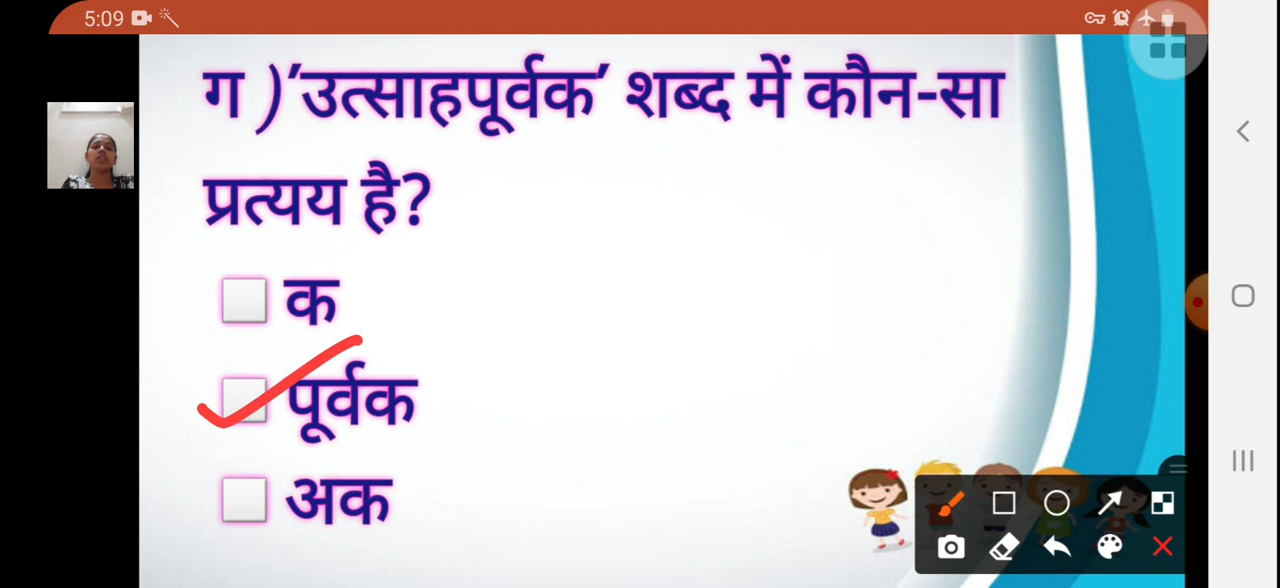 5:09
ग )’उत्साहपूर्वक’ शब्द में कौन-सा
प्रत्यय है?
क
पूर्वक
अक